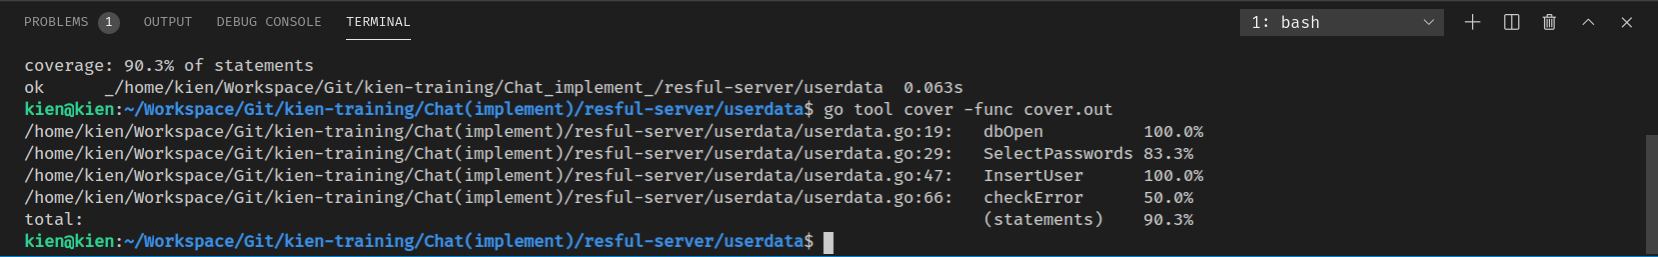 PROBLEMS 1 OUTPUT DEBUG CONSOLE TERMINAL 1: bash
coverage: 90.3% of statements
ok _/home/kien/Workspace/Git/kien-training/Chat_implement_/resful-server/userdata 0.063s
kien@kien:~/Workspace/Git/kien-training/Chat(implement)/resful-server/userdata$ go tool cover -func cover.out
/home/kien/Workspace/Git/kien-training/Chat(implement)/resful-server/userdata/userdata.go:19: dbOpen 100.0%
/home/kien/Workspace/Git/kien-training/Chat(implement)/resful-server/userdata/userdata.go:29: SelectPasswords 83.3%
/home/kien/Workspace/Git/kien-training/Chat(implement)/resful-server/userdata/userdata.go:47: InsertUser 100.0%
/home/kien/Workspace/Git/kien-training/Chat(implement)/resful-server/userdata/userdata.go:66: checkError 50.0%
total: (statements) 90.3%
kien@kien:~/Workspace/Git/kien-training/Chat(implement)/resful-server/userdata$